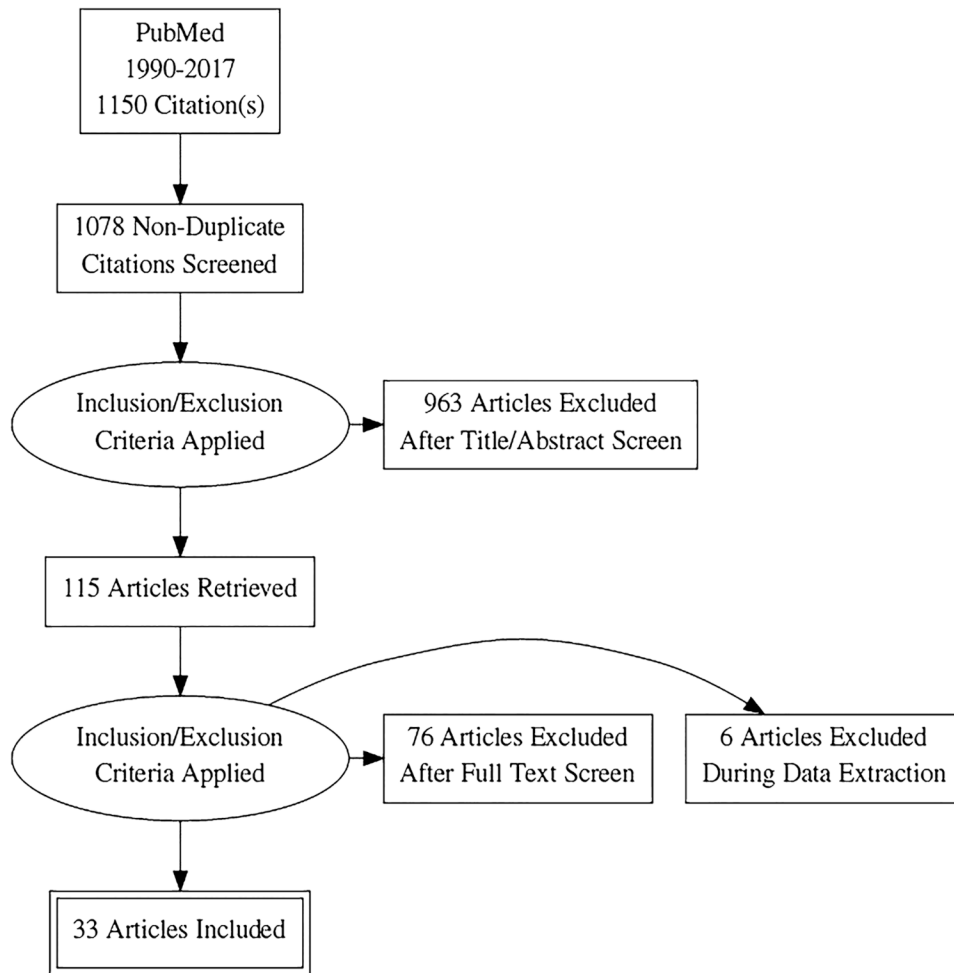 PubMed
1990-2017
1150 Citation(s)
1078 Non-Duplicate
Citations Screened
Inclusion/Exclusion
Criteria Applied
963 Articles Excluded
After Title/Abstract Screen
115 Articles Retrieved
Inclusion/Exclusion
Criteria Applied
76 Articles Excluded
After Full Text Screen
6 Articles Excluded
During Data Extraction
33 Articles Included